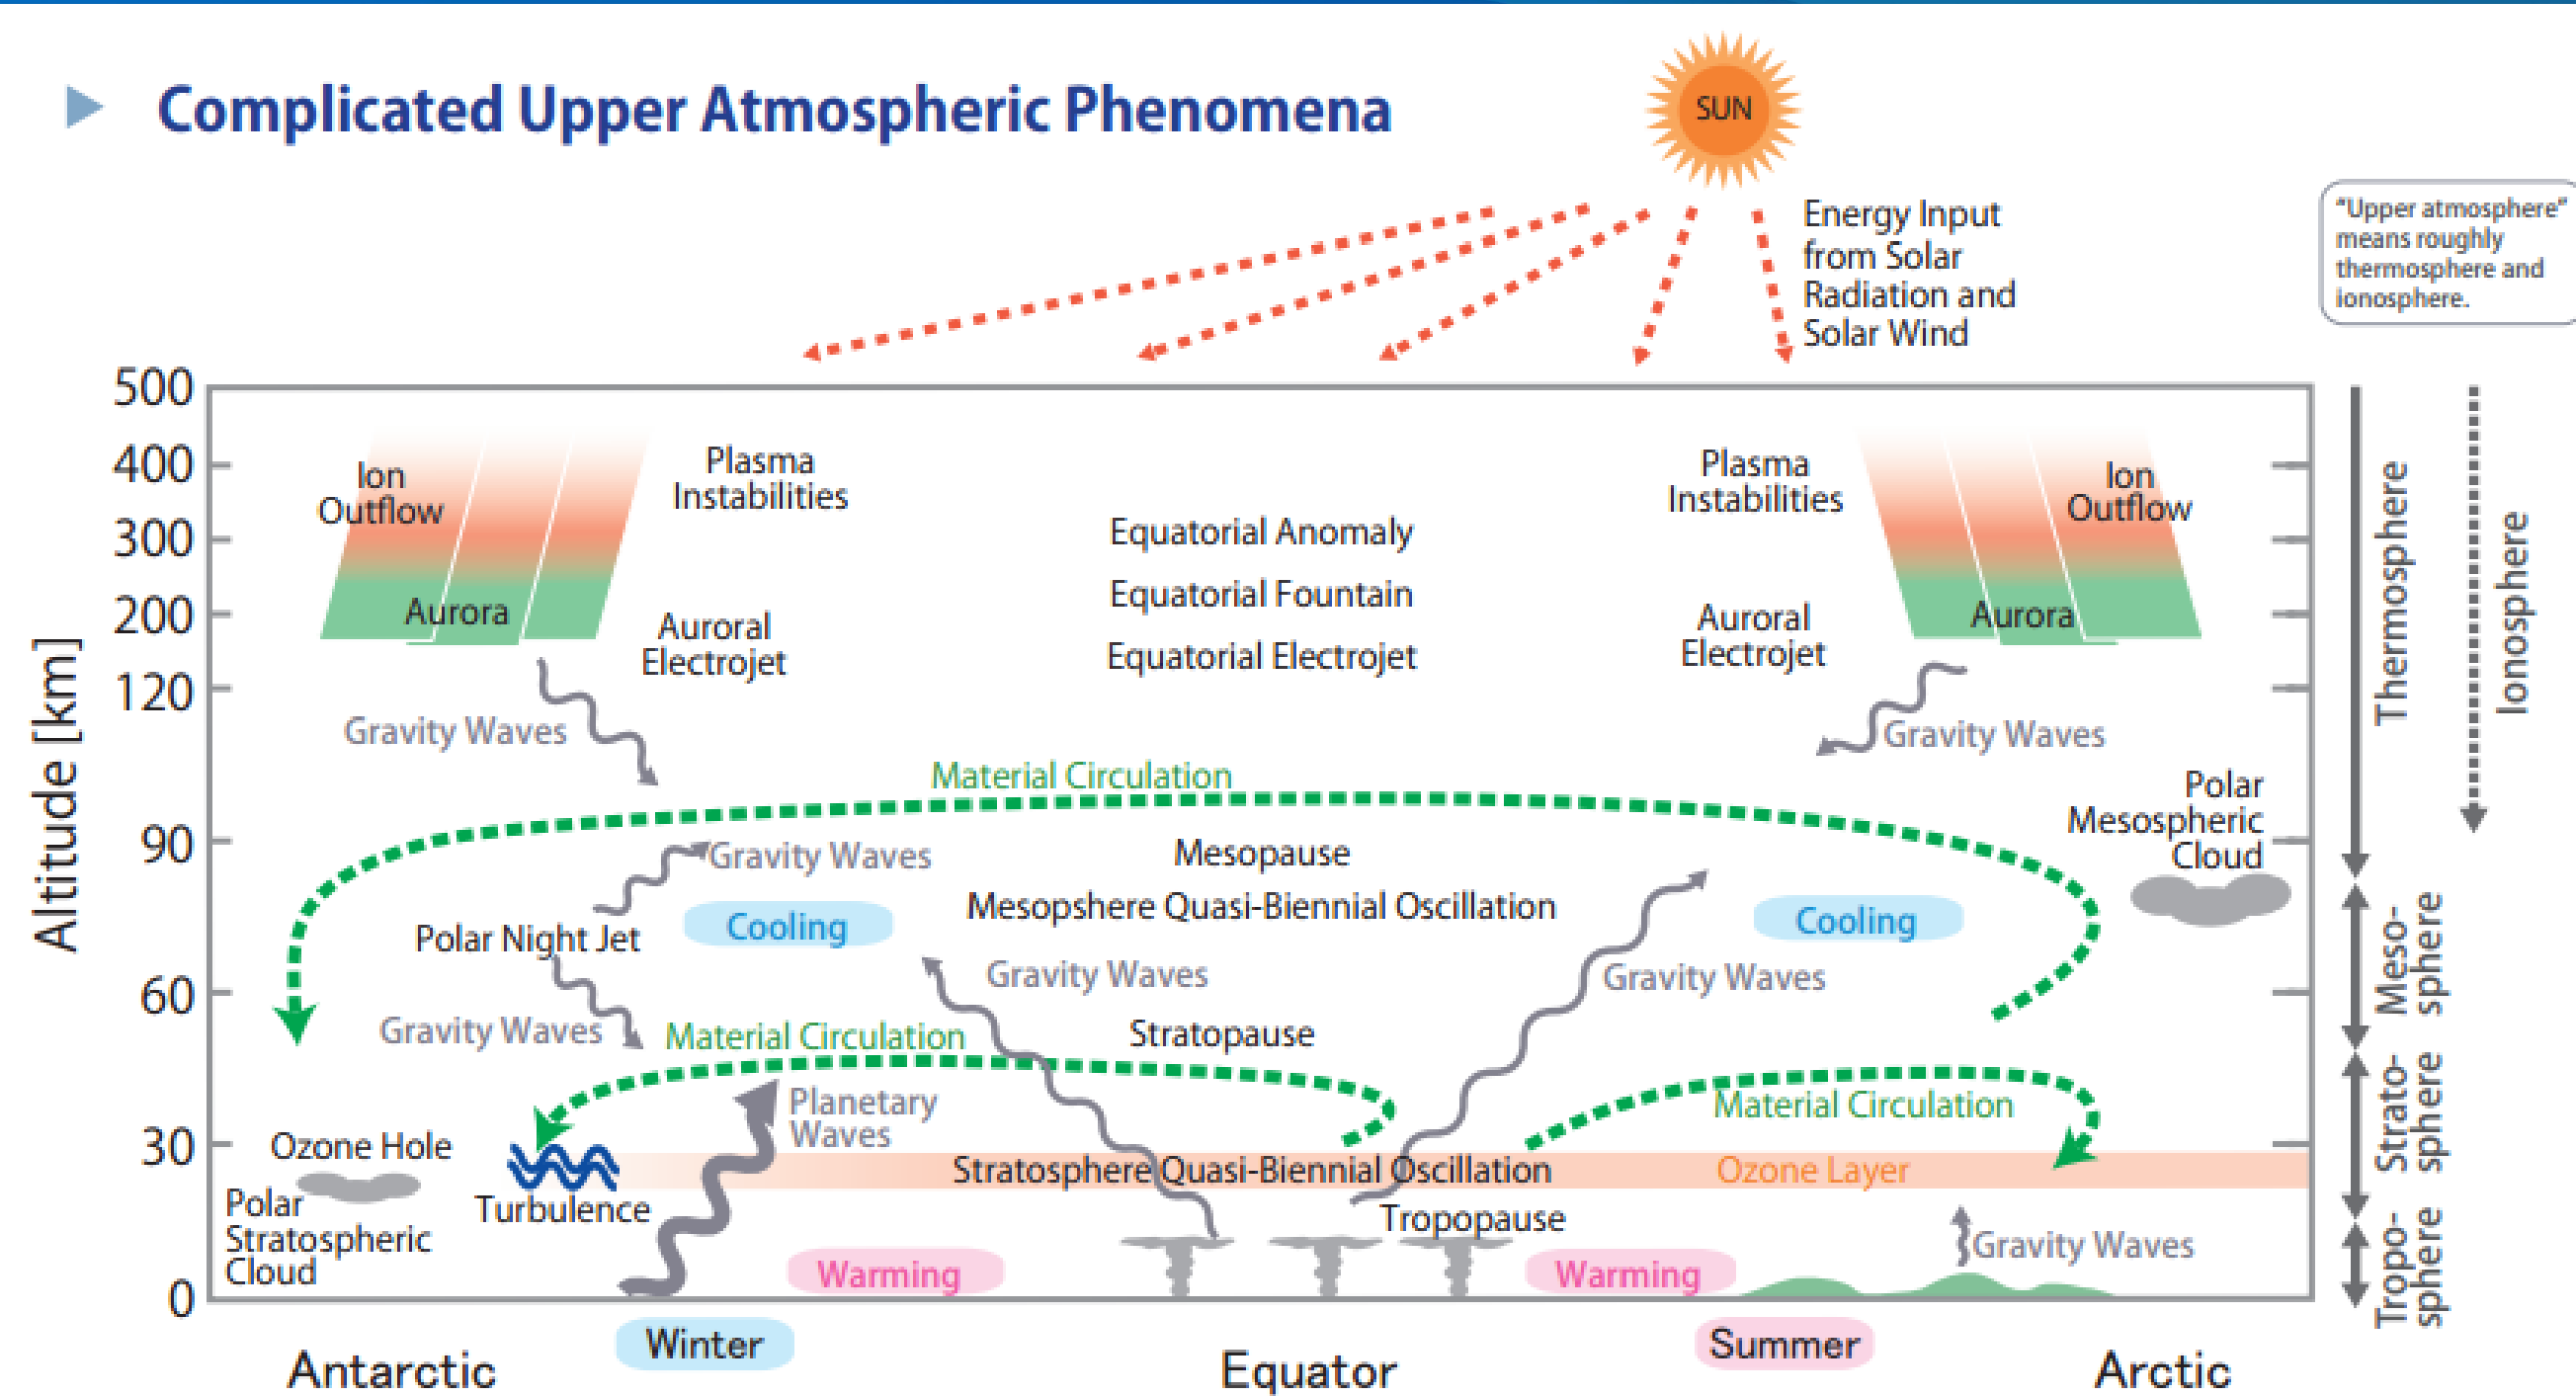 Complicated Upper Atmospheric Phenomena
SUN
Energy Input
from Solar
Radiation and
Solar Wind
"Upper atmosphere"
means roughly
thermosphere and
ionosphere.
Altitude [km]
500
400
300
200
120
90
60
30
0
Ion
Outflow
Aurora
Plasma
Instabilities
Auroral
Electrojet
Equatorial Anomaly
Equatorial Fountain
Equatorial Electrojet
Plasma
Instabilities
Auroral
Electrojet
Ion
Outflow
Aurora
Gravity Waves
Gravity Waves
Material Circulation
Polar
Mesospheric
Cloud
Gravity Waves
Mesopause
Cooling
Mesopshere Quasi-Biennial Oscillation
Cooling
Polar Night Jet
Gravity Waves
Gravity Waves
Gravity Waves
Material Circulation
Stratopause
Planetary
Waves
Material Circulation
Ozone Hole
Stratosphere Quasi-Biennial Oscillation
Ozone Layer
Polar
Stratospheric
Cloud
Turbulence
Tropopause
Gravity Waves
Warming
Warming
Thermosphere
Ionosphere
Meso-
sphere
Strato-
sphere
Tropo-
sphere
Winter
Summer
Antarctic
Equator
Arctic